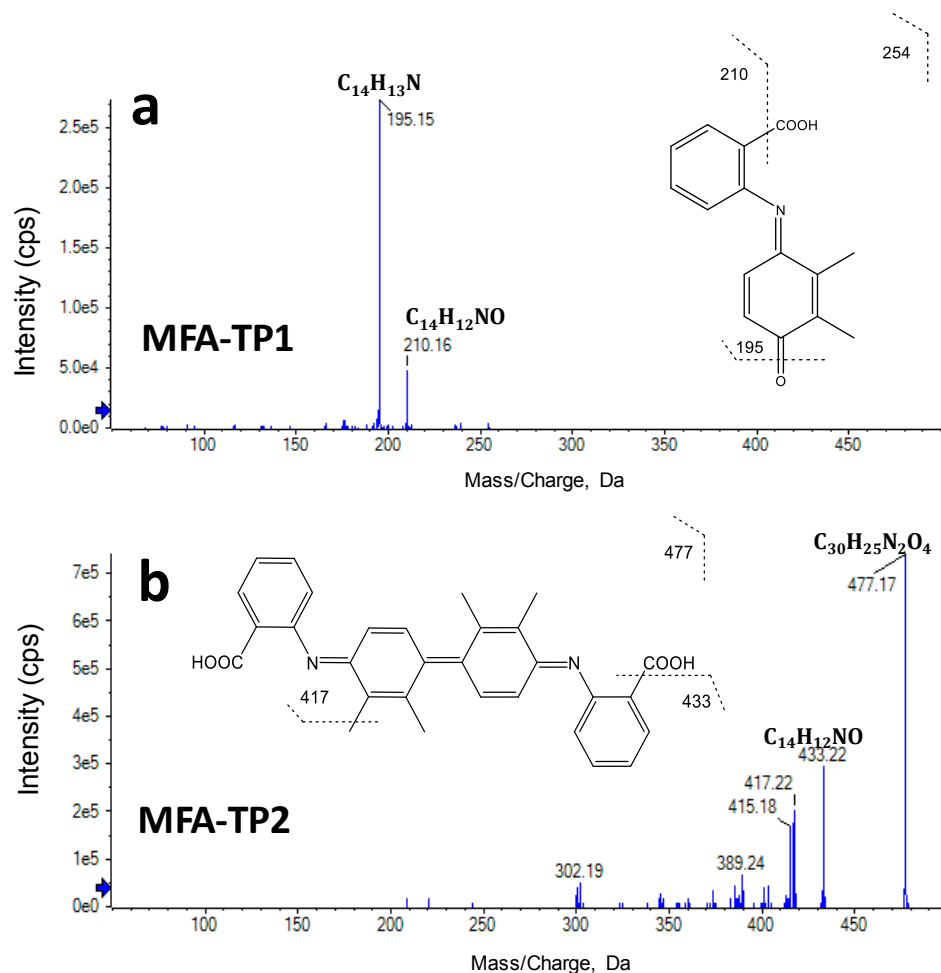 a
C14H13N
195.15
C14H12NO
210.16
MFA-TP1
Intensity (cps)
2.5e5
2.0e5
1.5e5
1.0e5
5.0e4
0.0e0
100 150 200 250 300 350 400 450
Mass/Charge, Da
210
254
COOH
N
195
O
b
477
C30H25N2O4
477.17
HOOC
N
N
COOH
417
433
C14H12NO
433.22
417.22
415.18
389.24
302.19
MFA-TP2
Intensity (cps)
7e5
6e5
5e5
4e5
3e5
2e5
1e5
0e0
100 150 200 250 300 350 400 450
Mass/Charge, Da